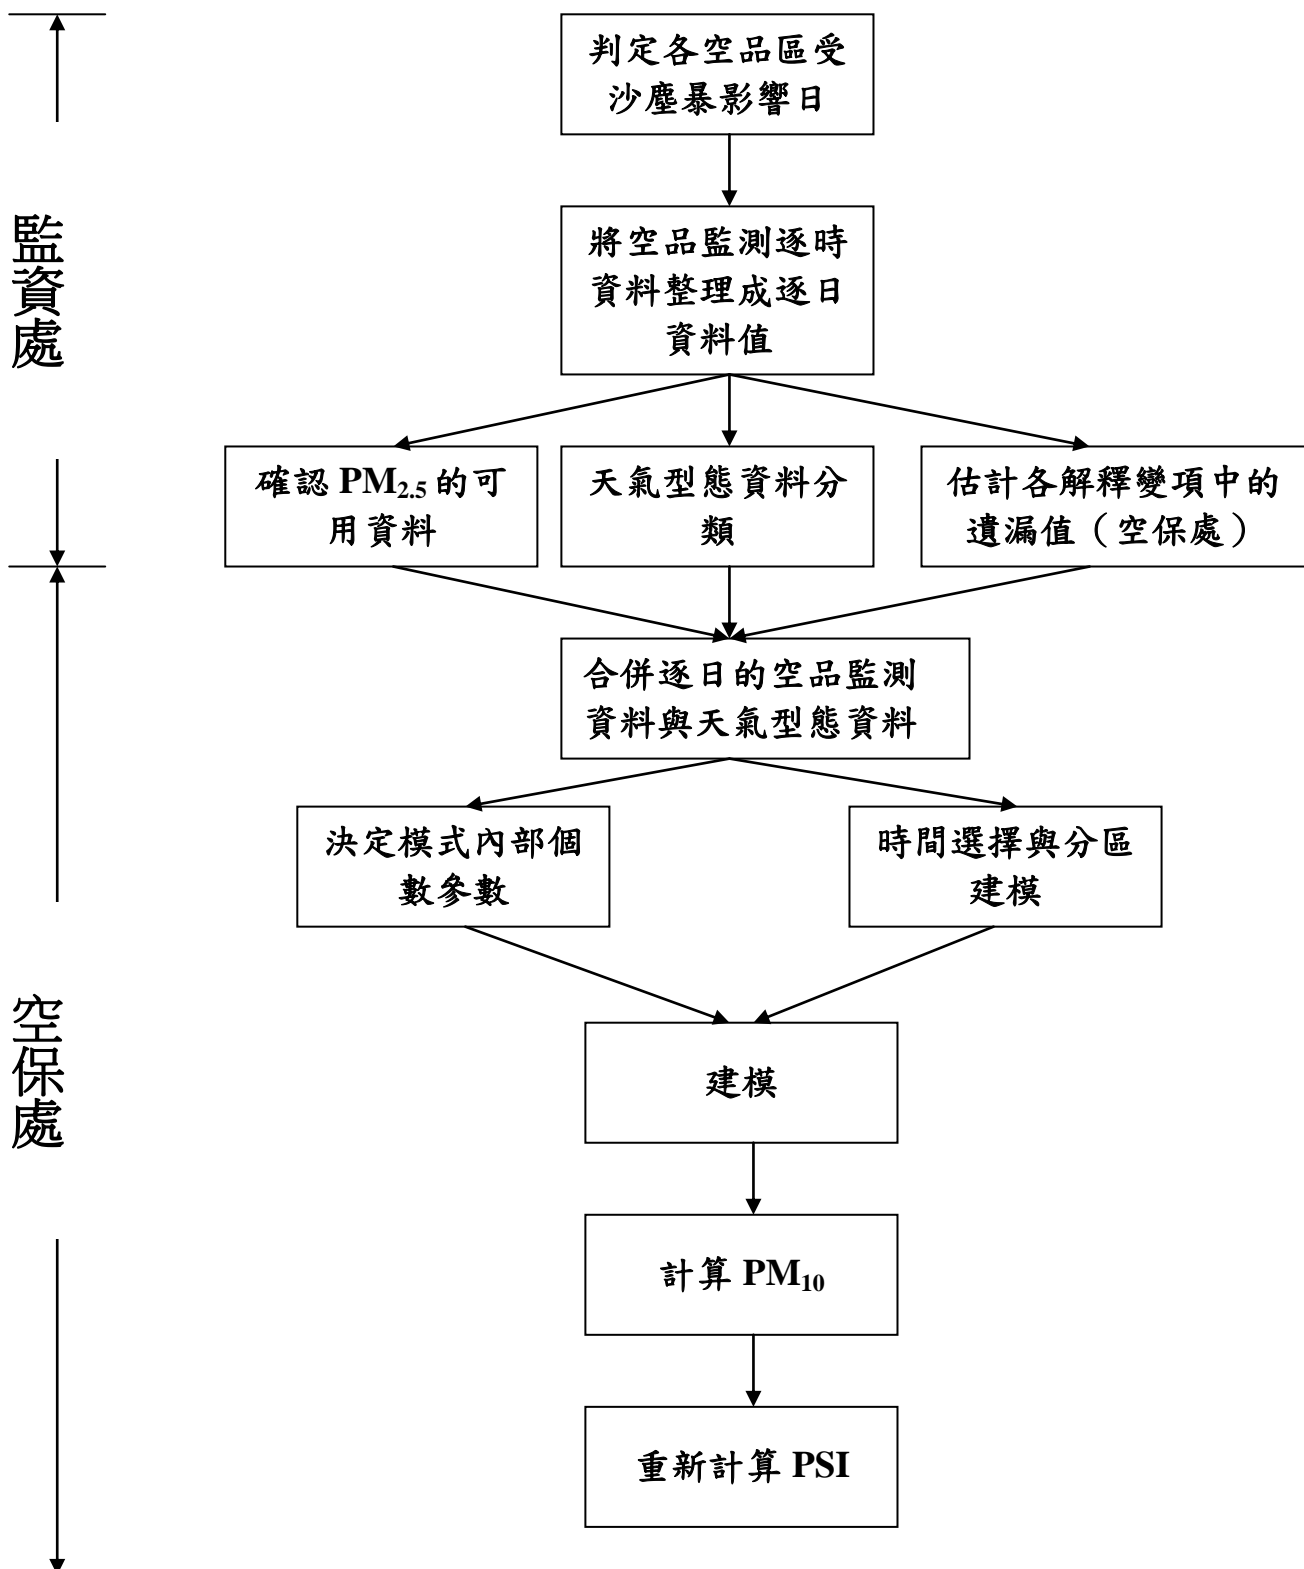 判定各空品區受
沙塵暴影響日
將空品監測逐時
資料整理成逐日
資料值
監資處
確認 PM2.5 的可
用資料
天氣型態資料分
類
估計各解釋變項中的
遺漏值（空保處）
合併逐日的空品監測
資料與天氣型態資料
決定模式內部個
數參數
時間選擇與分區
建模
空保處
建模
計算 PM10
重新計算 PSI